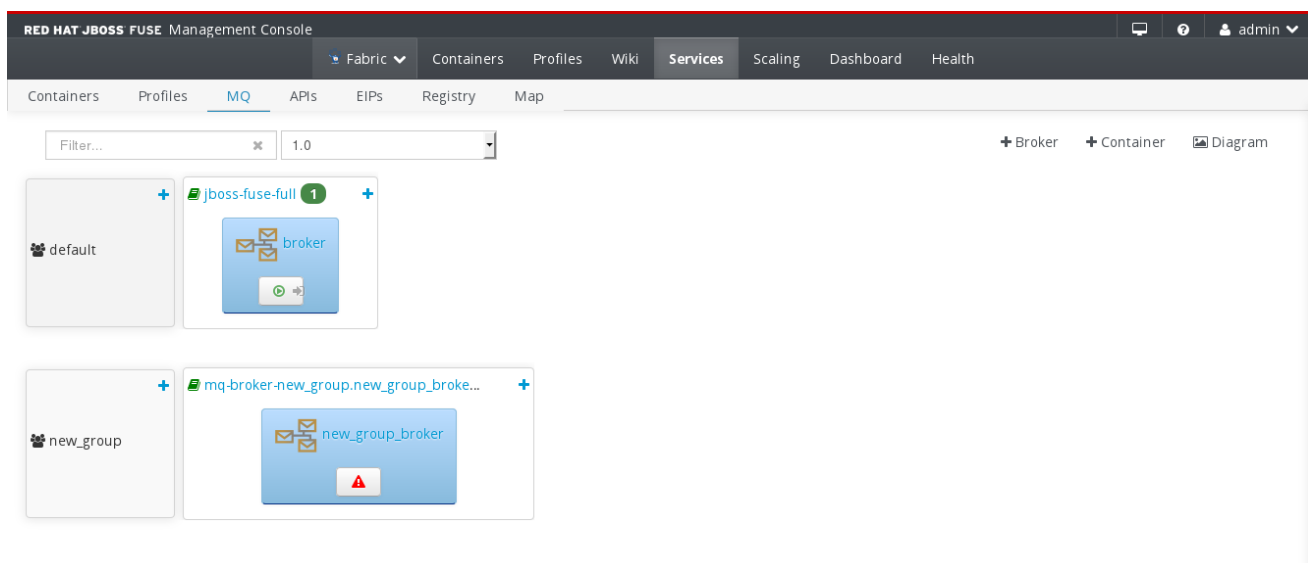 RED HAT JBOSS FUSE Management Console
admin
Fabric Containers Profiles Wiki Services Scaling Dashboard Health
Containers Profiles MQ APIs EIPs Registry Map
Filter... 1.0 Broker Container Diagram
jboss-fuse-full 1
broker
default
mq-broker-new_group.new_group_broke...
new_group_broker
new_group